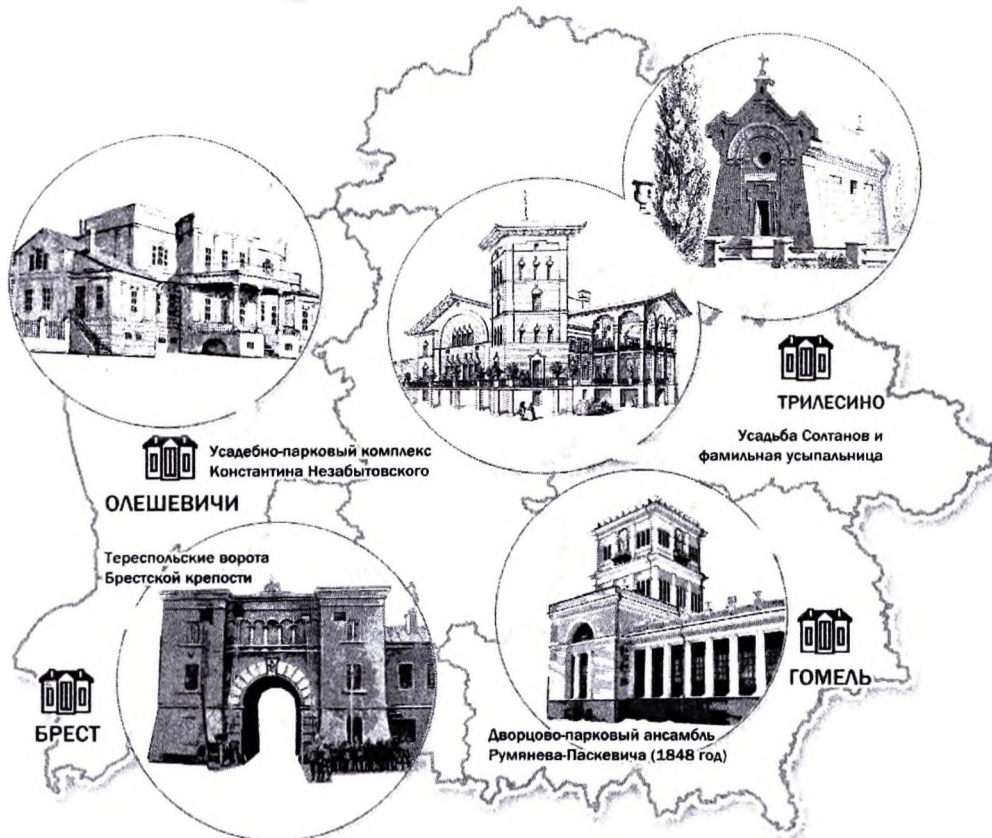 ТРИЛЕСИНО
Усадьба Солтанов и
фамильная усыпальница
Усадебно-парковый комплекс
Константина Незабытовского
ОЛЕШЕВИЧИ
Тереспольские ворота
Брестской крепости
БРЕСТ
ГОМЕЛЬ
Дворцово-парковый ансамбль
Румянева-Паскевича (1848 год)